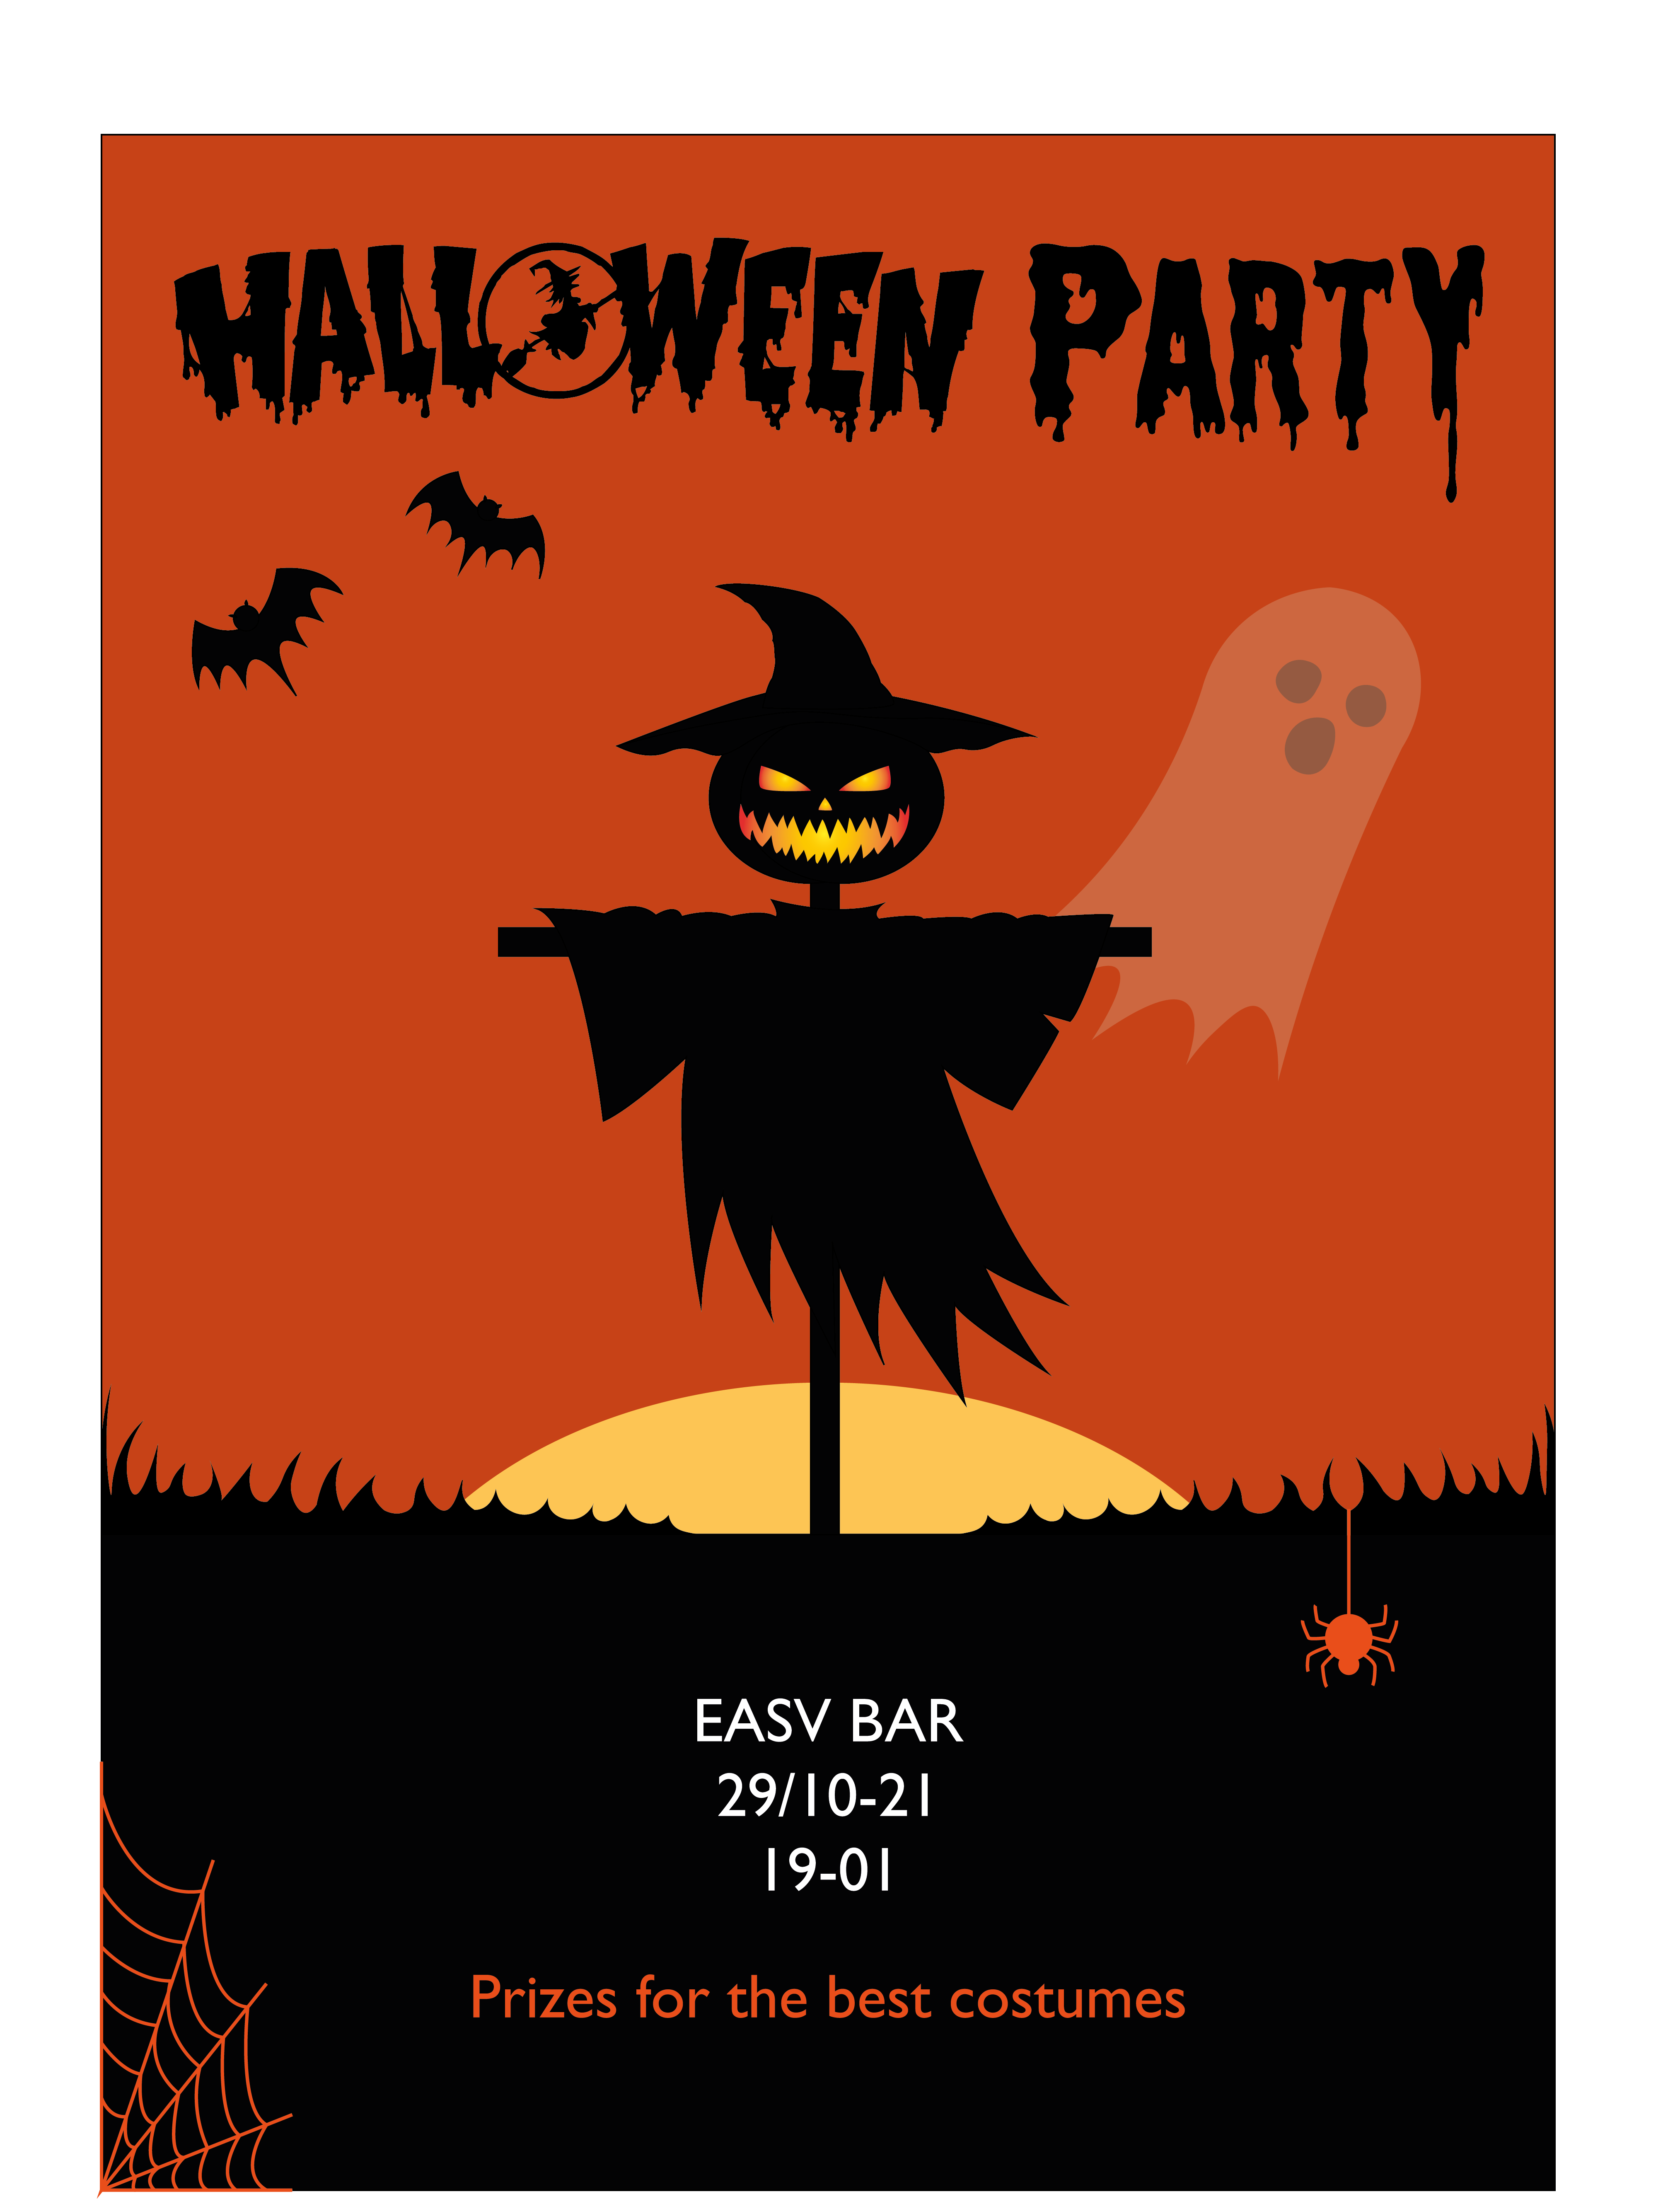 HALLOWEEN PARTY
EASV BAR
29/10-21
19-01
Prizes for the best costumes